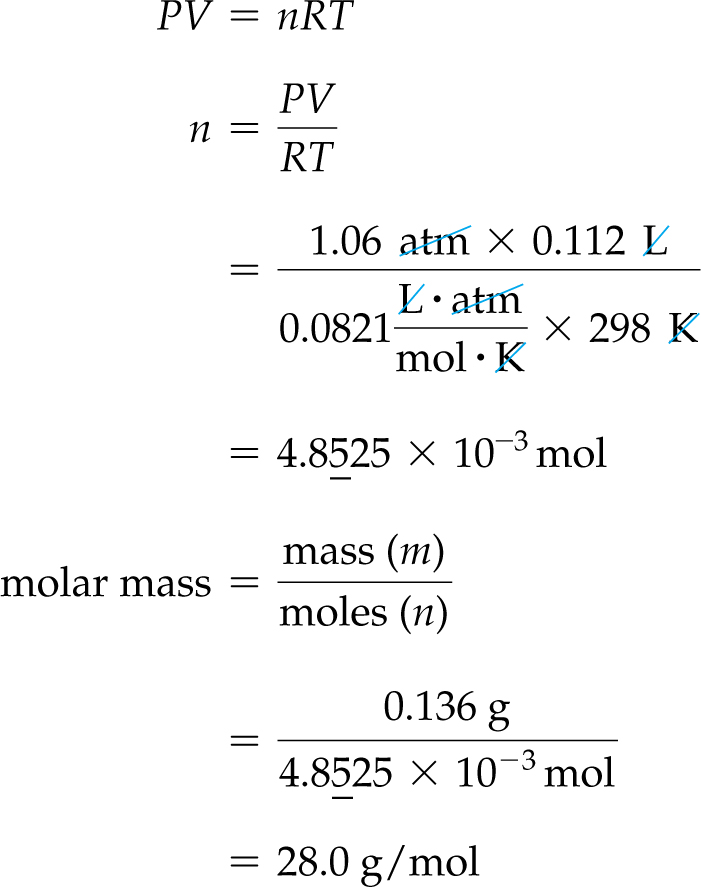 PV = nRT
n = PV / RT
= 1.06 atm × 0.112 L / 0.0821 L · atm / mol · K × 298 K
= 4.8525 × 10⁻³ mol
molar mass = mass (m) / moles (n)
= 0.136 g / 4.8525 × 10⁻³ mol
= 28.0 g/mol